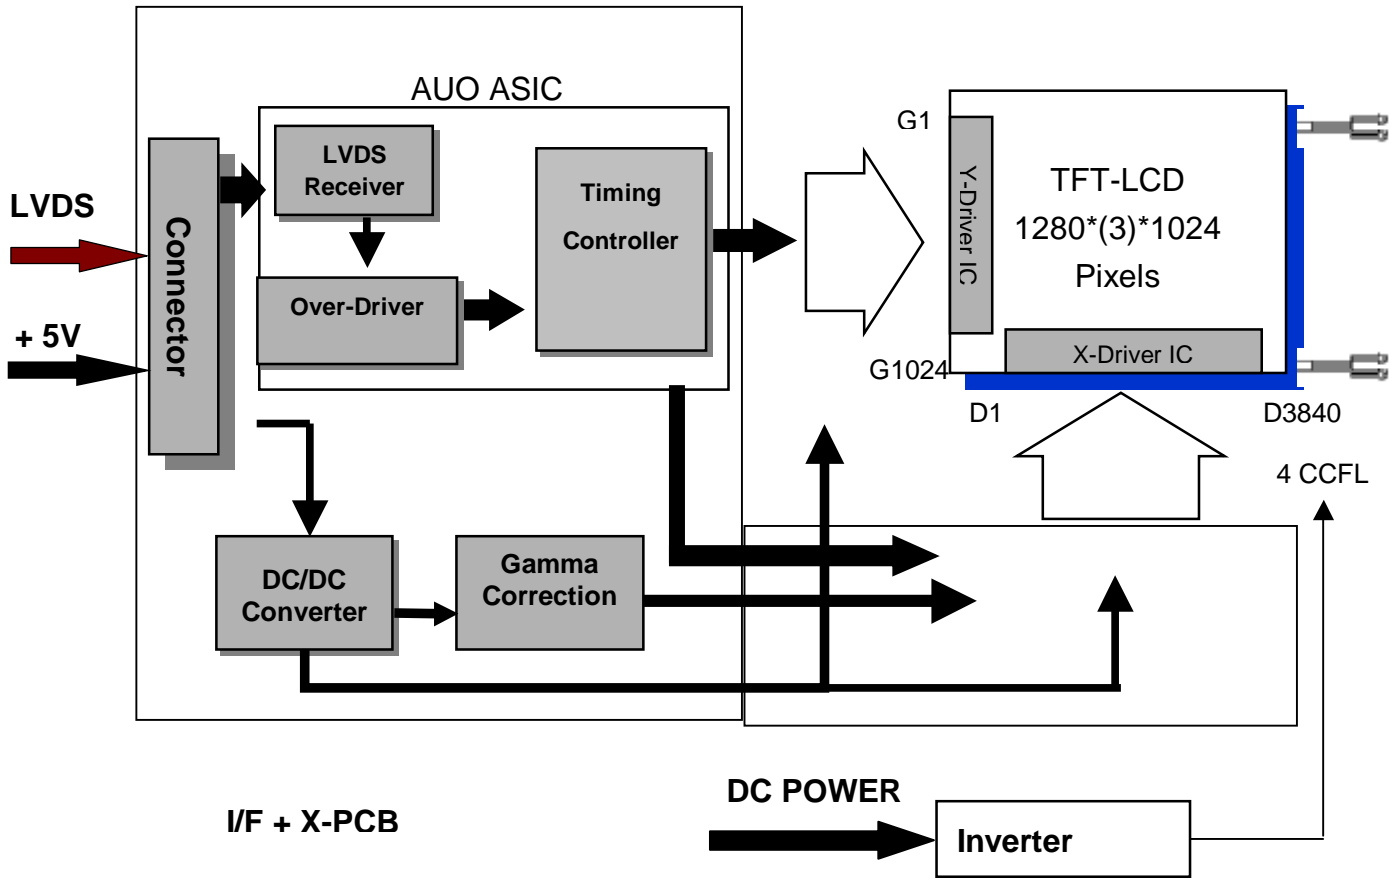 AUO ASIC
G1
LVDS
Receiver
Timing
Controller
TFT-LCD
1280*(3)*1024
Pixels
Y-Driver IC
LVDS
Connector
Over-Driver
+ 5V
X-Driver IC
G1024
D1
D3840
4 CCFL
DC/DC
Converter
Gamma
Correction
DC POWER
I/F + X-PCB
Inverter